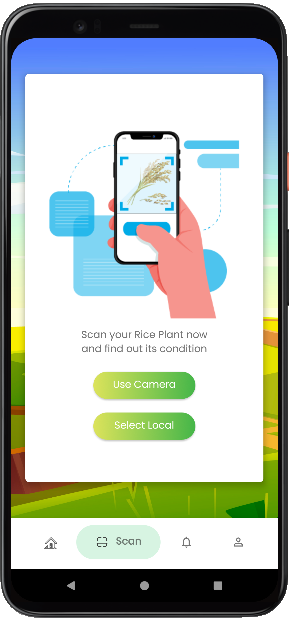 Scan your Rice Plant now
and find out its condition
Use Camera
Select Local
Scan